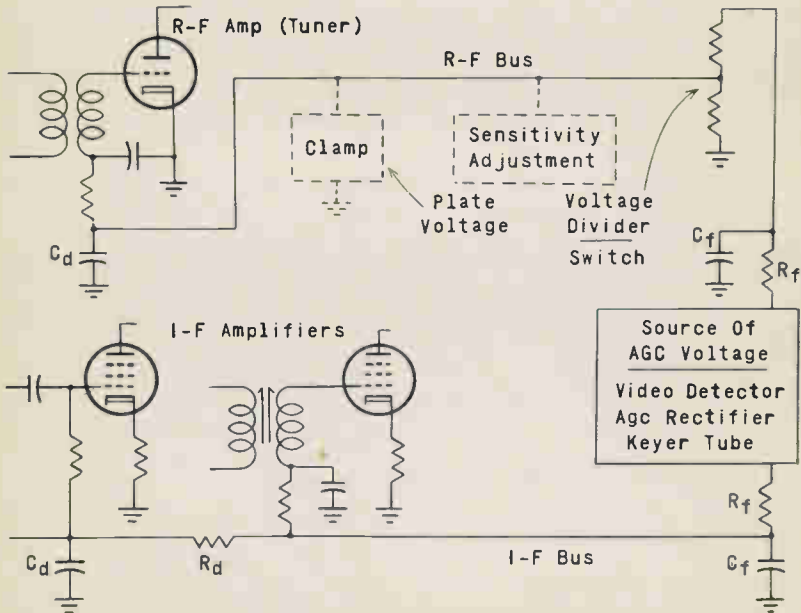 R-F Amp (Tuner)
R-F Bus
Clamp
Sensitivity
Adjustment
Plate
Voltage
Voltage
Divider
Switch
Cd
Cf
Rf
I-F Amplifiers
Source Of
AGC Voltage
Video Detector
Agc Rectifier
Keyer Tube
Rf
Cd
Rd
I-F Bus
Cf